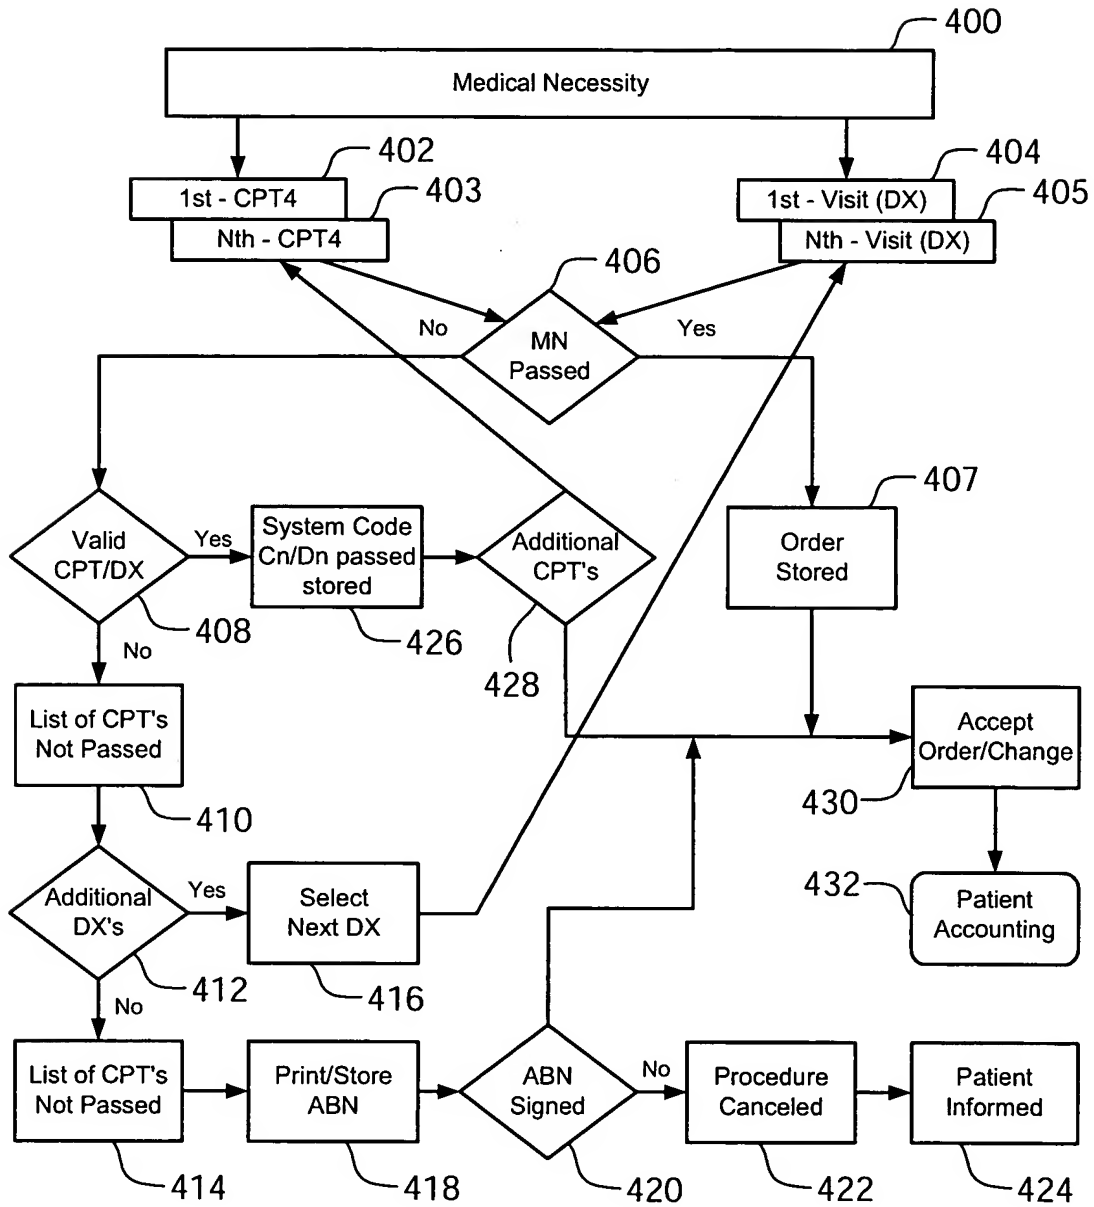 400
Medical Necessity
402
404
1st - CPT4
403
1st - Visit (DX)
405
Nth - CPT4
Nth - Visit (DX)
406
No
Yes
MN
Passed
407
Valid
CPT/DX
Yes
System Code
Cn/Dn passed
stored
Additional
CPT's
Order
Stored
408
426
428
No
List of CPT's
Not Passed
Accept
Order/Change
410
430
Additional
DX's
Yes
Select
Next DX
432
Patient
Accounting
412
416
No
List of CPT's
Not Passed
Print/Store
ABN
ABN
Signed
No
Procedure
Canceled
Patient
Informed
414
418
420
422
424